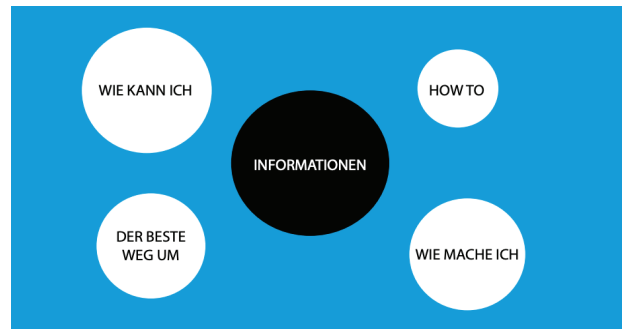 WIE KANN ICH
HOW TO
INFORMATIONEN
DER BESTE
WEG UM
WIE MACHE ICH